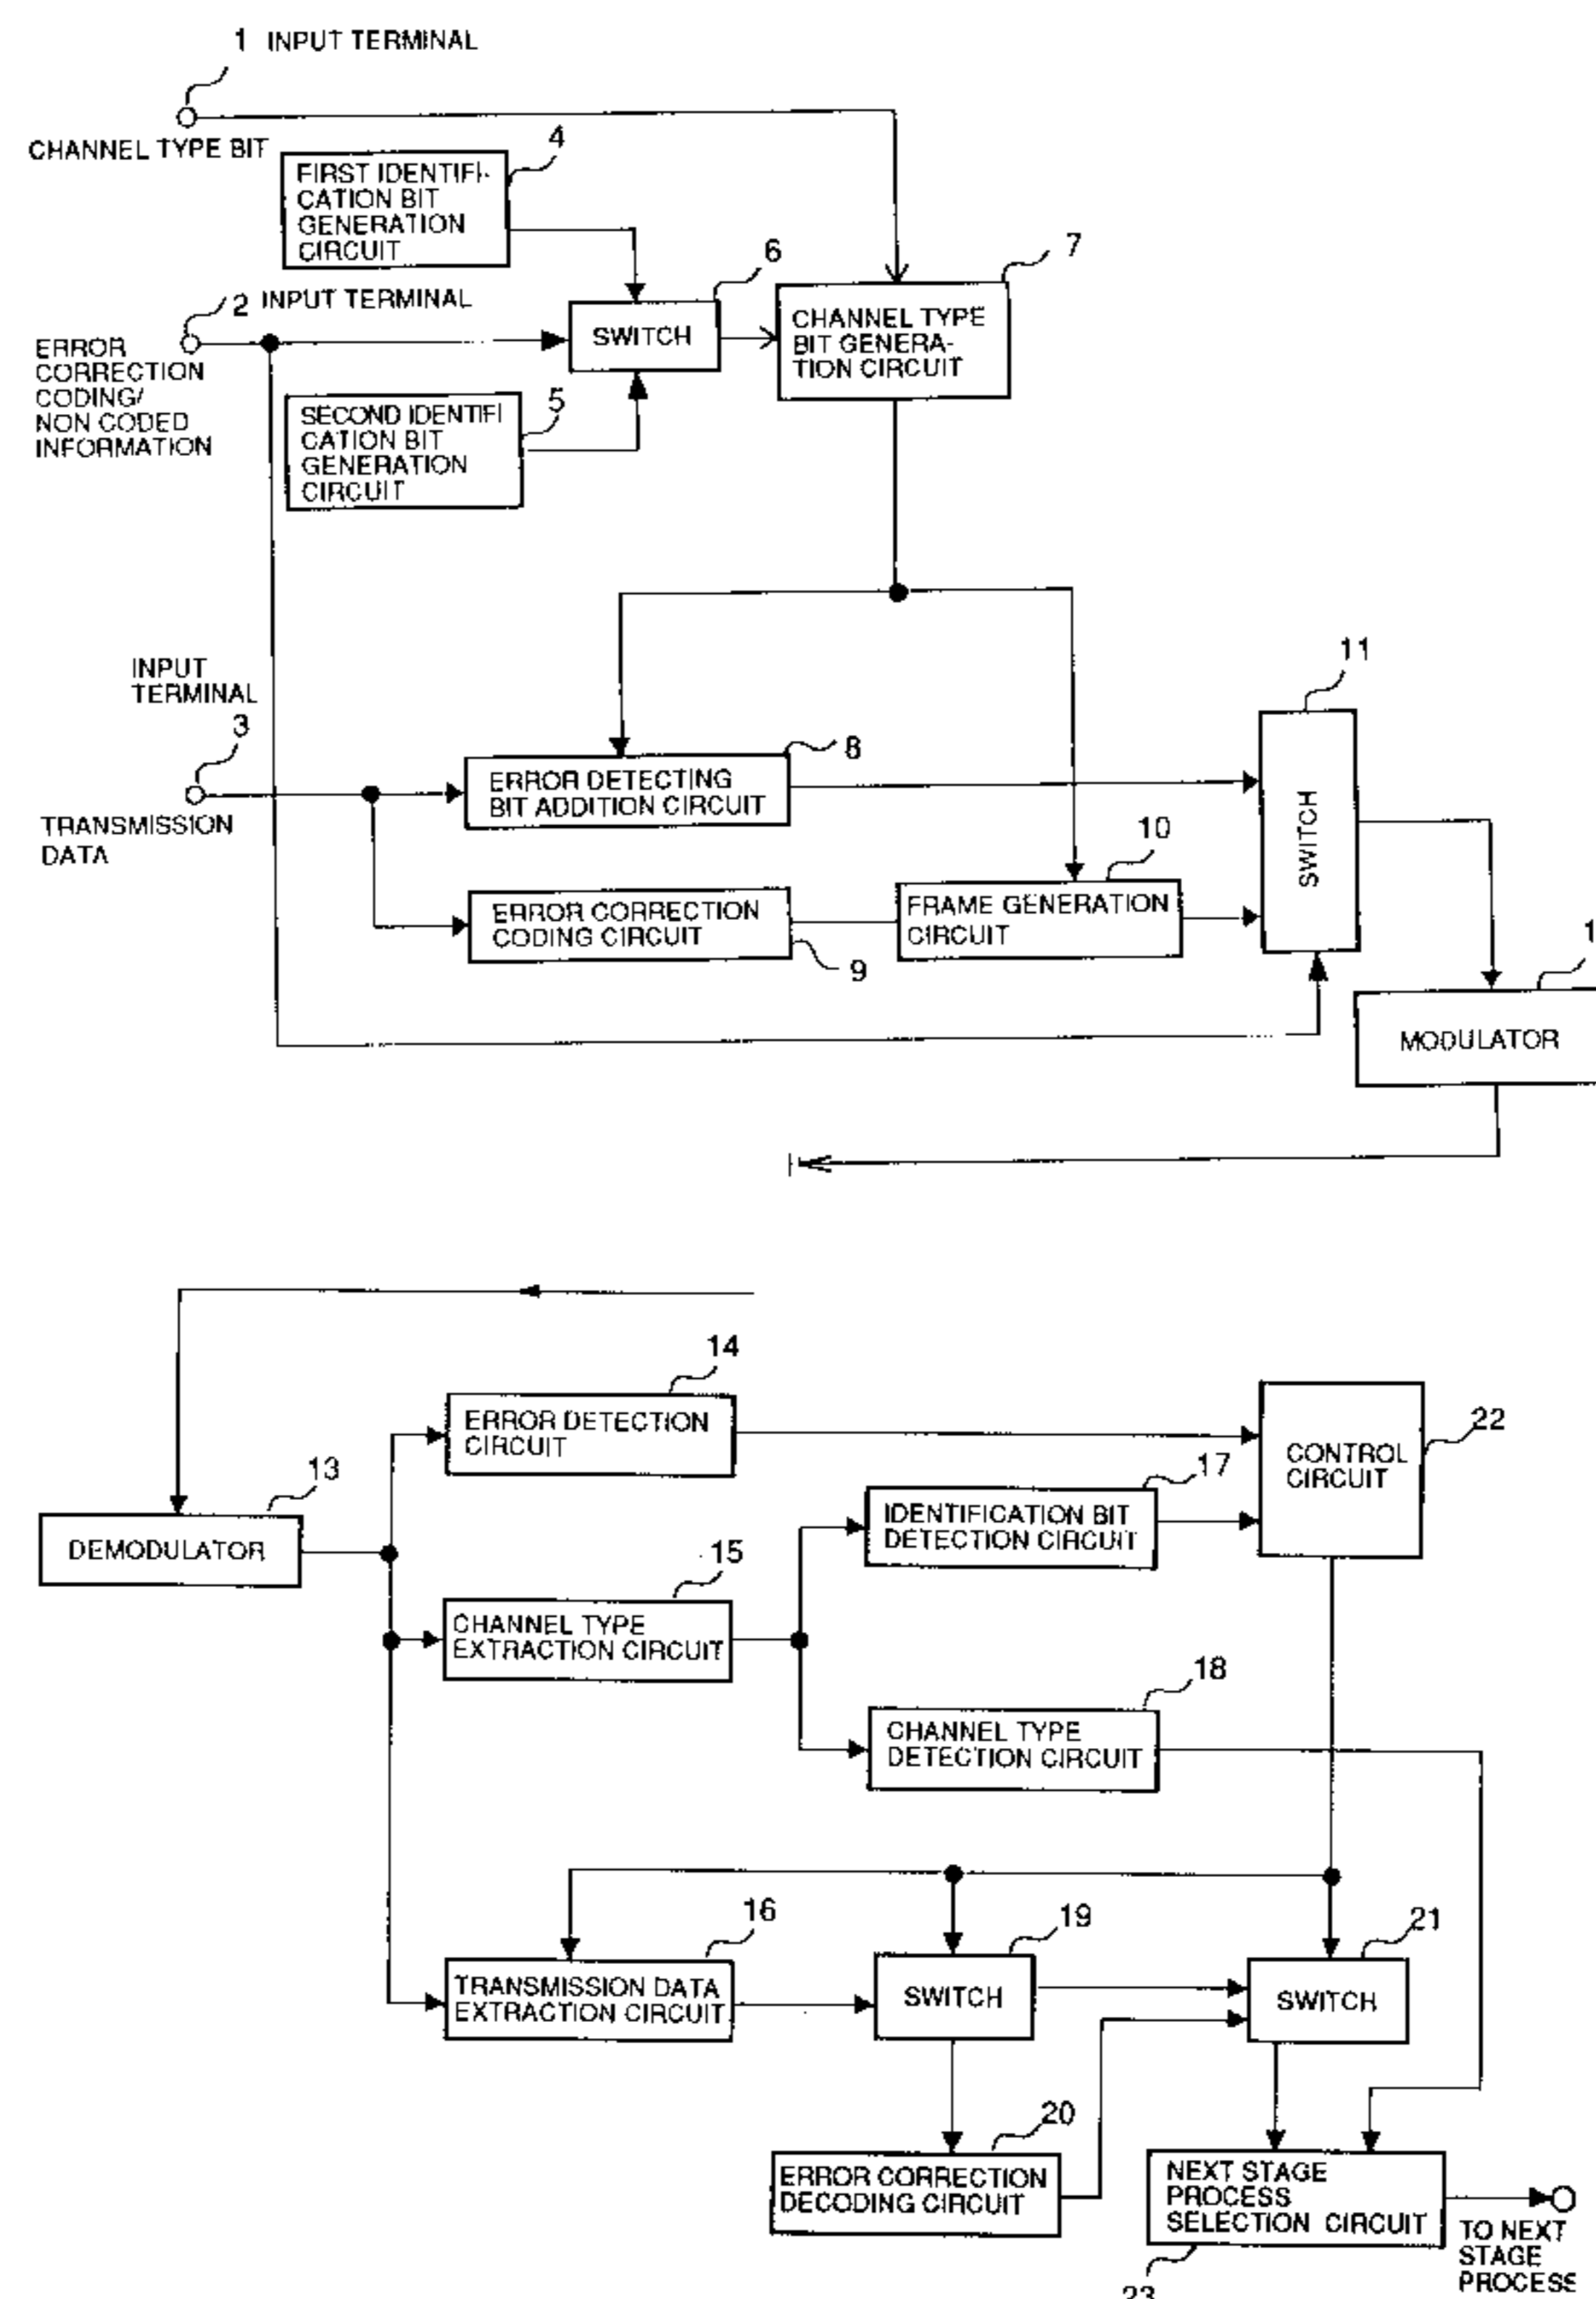 1 INPUT TERMINAL
CHANNEL TYPE BIT
4
FIRST IDENTIFI-
CATION BIT
GENERATION
CIRCUIT
2 INPUT TERMINAL
ERROR
CORRECTION
CODING/
NON CODED
INFORMATION
6
SWITCH
7
CHANNEL TYPE
BIT GENERA-
TION CIRCUIT
5
SECOND IDENTIFI
CATION BIT
GENERATION
CIRCUIT
INPUT
TERMINAL
3
TRANSMISSION
DATA
8
ERROR DETECTING
BIT ADDITION CIRCUIT
11
SWITCH
9
ERROR CORRECTION
CODING CIRCUIT
10
FRAME GENERATION
CIRCUIT
1
MODULATOR
14
ERROR DETECTION
CIRCUIT
22
CONTROL
CIRCUIT
13
DEMODULATOR
17
IDENTIFICATION BIT
DETECTION CIRCUIT
15
CHANNEL TYPE
EXTRACTION CIRCUIT
18
CHANNEL TYPE
DETECTION CIRCUIT
16
TRANSMISSION DATA
EXTRACTION CIRCUIT
19
SWITCH
21
SWITCH
20
ERROR CORRECTION
DECODING CIRCUIT
NEXT STAGE
PROCESS
SELECTION CIRCUIT
23
TO NEXT
STAGE
PROCESS